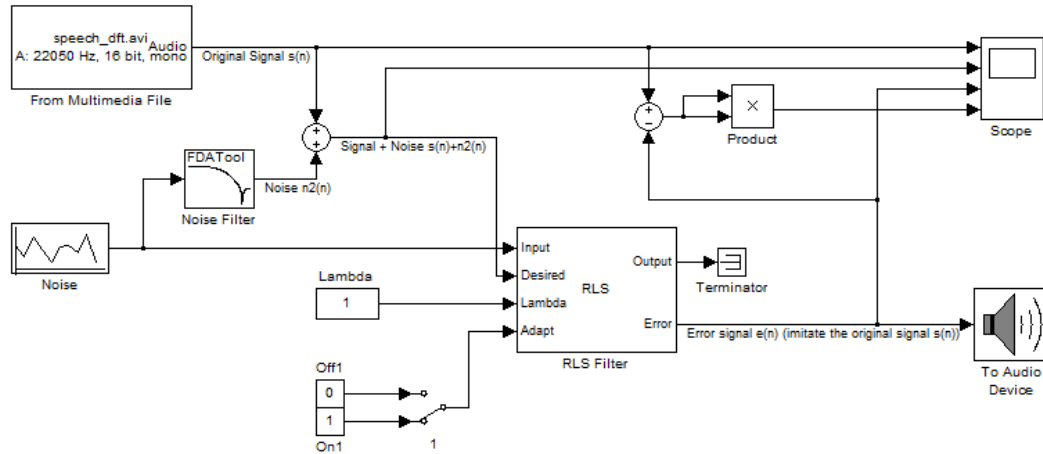 speech_dft.avi
Audio
A: 22050 Hz, 16 bit, mono
From Multimedia File
Original Signal s(n)
+
+
Signal + Noise s(n)+n2(n)
+
−
×
Product
Scope
FDATool
Noise Filter
Noise n2(n)
Noise
Lambda
1
Input
Desired
Lambda
Adapt
RLS
Output
Error
RLS Filter
Terminator
Error signal e(n) (imitate the original signal s(n))
To Audio
Device
Off1
0
1
On1
1